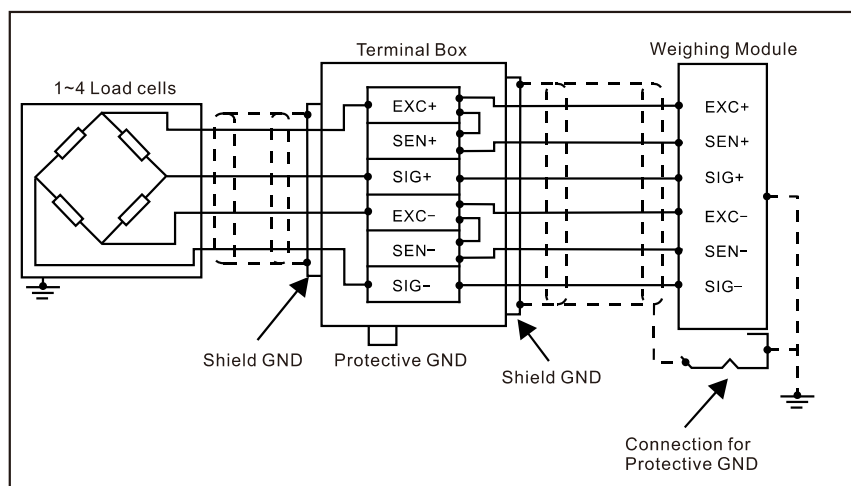 Terminal Box
Weighing Module
1~4 Load cells
EXC+
SEN+
SIG+
EXC−
SEN−
SIG−
EXC+
SEN+
SIG+
EXC−
SEN−
SIG−
Shield GND
Protective GND
Shield GND
Connection for
Protective GND